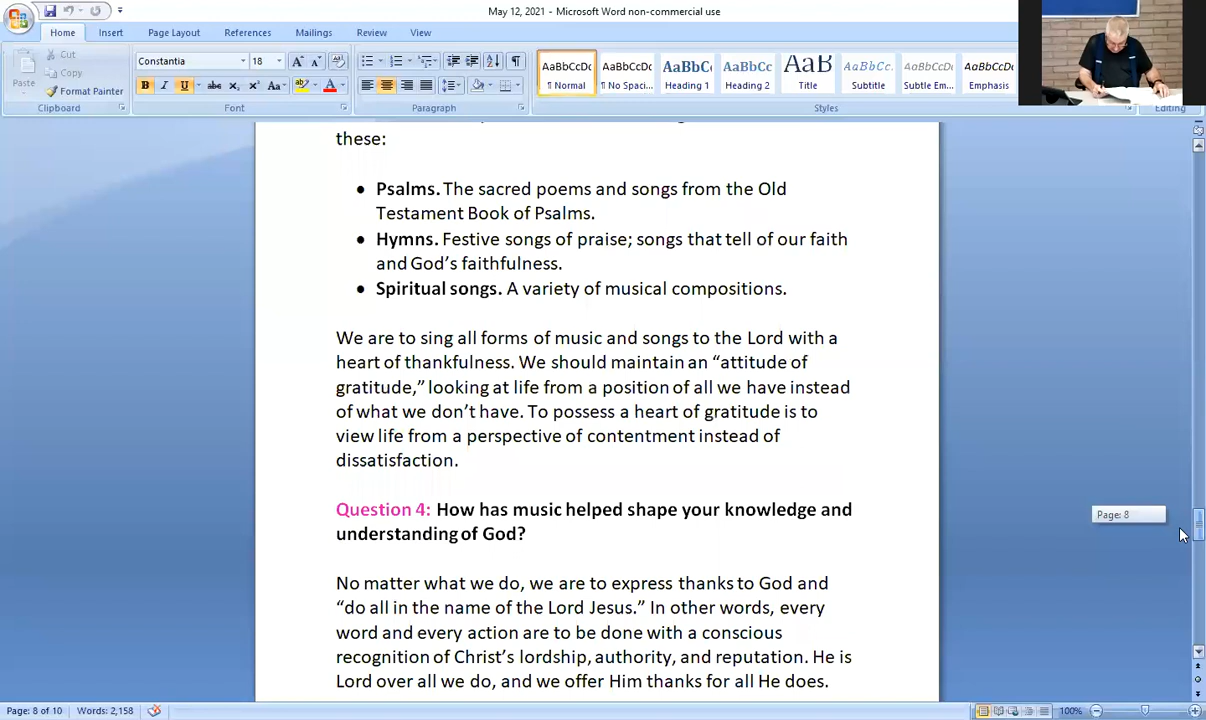 May 12, 2021 - Microsoft Word non-commercial use
Home Insert Page Layout References Mailings Review View
Cut
Copy
Paste
Format Painter
Clipboard
Constantia 18
Font
Paragraph
AaBbCcDc AaBbCcDc AaBbC AaBbCc AaB AaBbCc. AaBbCcDc AaBbCcDc
¶ Normal ¶ No Spaci... Heading 1 Heading 2 Title Subtitle Subtle Em... Emphasis
Styles
Editing
these:
• Psalms. The sacred poems and songs from the Old
Testament Book of Psalms.
• Hymns. Festive songs of praise; songs that tell of our faith
and God’s faithfulness.
• Spiritual songs. A variety of musical compositions.
We are to sing all forms of music and songs to the Lord with a
heart of thankfulness. We should maintain an “attitude of
gratitude,” looking at life from a position of all we have instead
of what we don’t have. To possess a heart of gratitude is to
view life from a perspective of contentment instead of
dissatisfaction.
Question 4: How has music helped shape your knowledge and
understanding of God?
Page: 8
No matter what we do, we are to express thanks to God and
“do all in the name of the Lord Jesus.” In other words, every
word and every action are to be done with a conscious
recognition of Christ’s lordship, authority, and reputation. He is
Lord over all we do, and we offer Him thanks for all He does.
Page: 8 of 10 Words: 2,158 100%